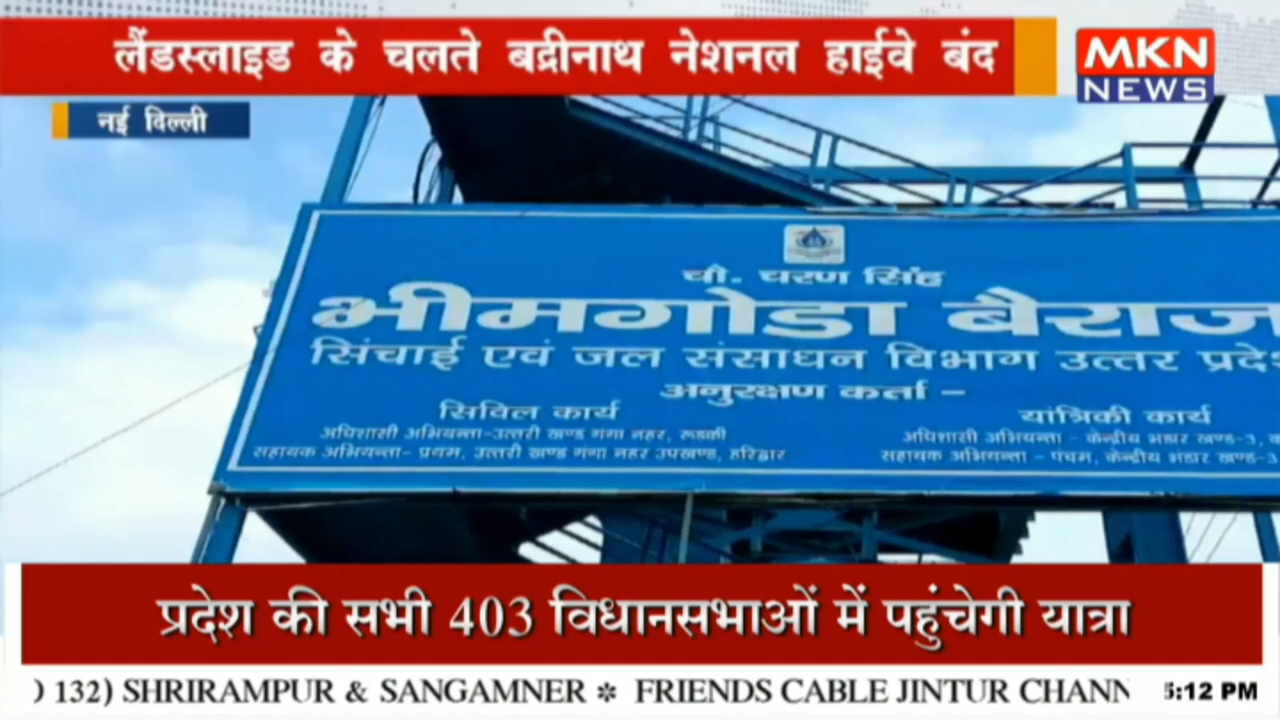 लैंडस्लाइड के चलते बद्रीनाथ नेशनल हाईवे बंद
MKN
NEWS
नई दिल्ली
चौ. चरण सिंह
भीमगोडा बैराज
सिंचाई एवं जल संसाधन विभाग उत्तर प्रदेश
अनुरक्षण कर्ता –
सिविल कार्य
यांत्रिकी कार्य
अधिशासी अभियन्ता-उत्तरी खण्ड गंगा नहर, रूड़की
अधिशासी अभियन्ता - केन्द्रीय भंडार खण्ड-3,
सहायक अभियन्ता- प्रथम, उत्तरी खण्ड गंगा नहर उपखण्ड, हरिद्वार
सहायक अभियन्ता - पंचम, केन्द्रीय भंडार खण्ड-3
प्रदेश की सभी 403 विधानसभाओं में पहुंचेगी यात्रा
) 132) SHRIRAMPUR & SANGAMNER ✻ FRIENDS CABLE JINTUR CHANN
5:12 PM